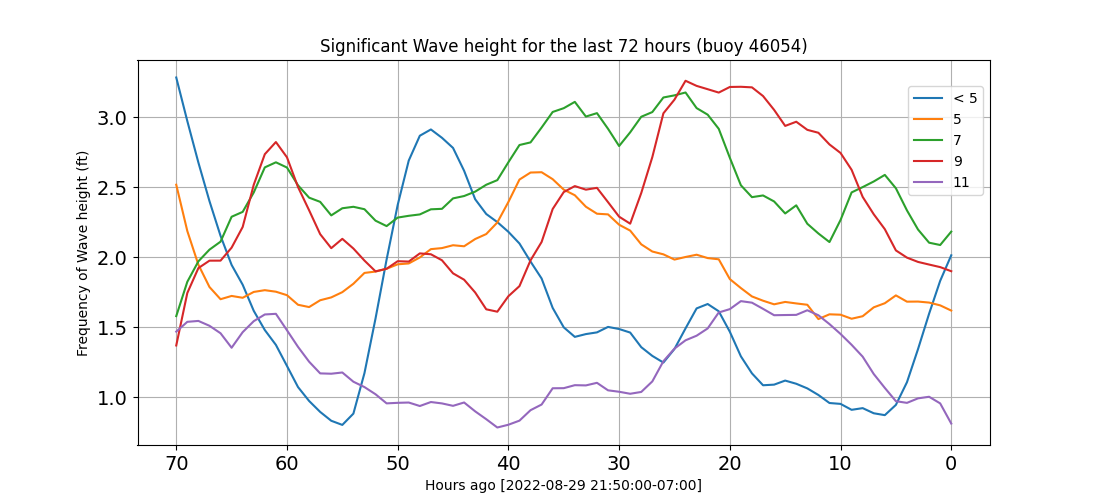 Significant Wave height for the last 72 hours (buoy 46054)
Frequency of Wave height (ft)
3.0
2.5
2.0
1.5
1.0
< 5
5
7
9
11
70 60 50 40 30 20 10 0
Hours ago [2022-08-29 21:50:00-07:00]